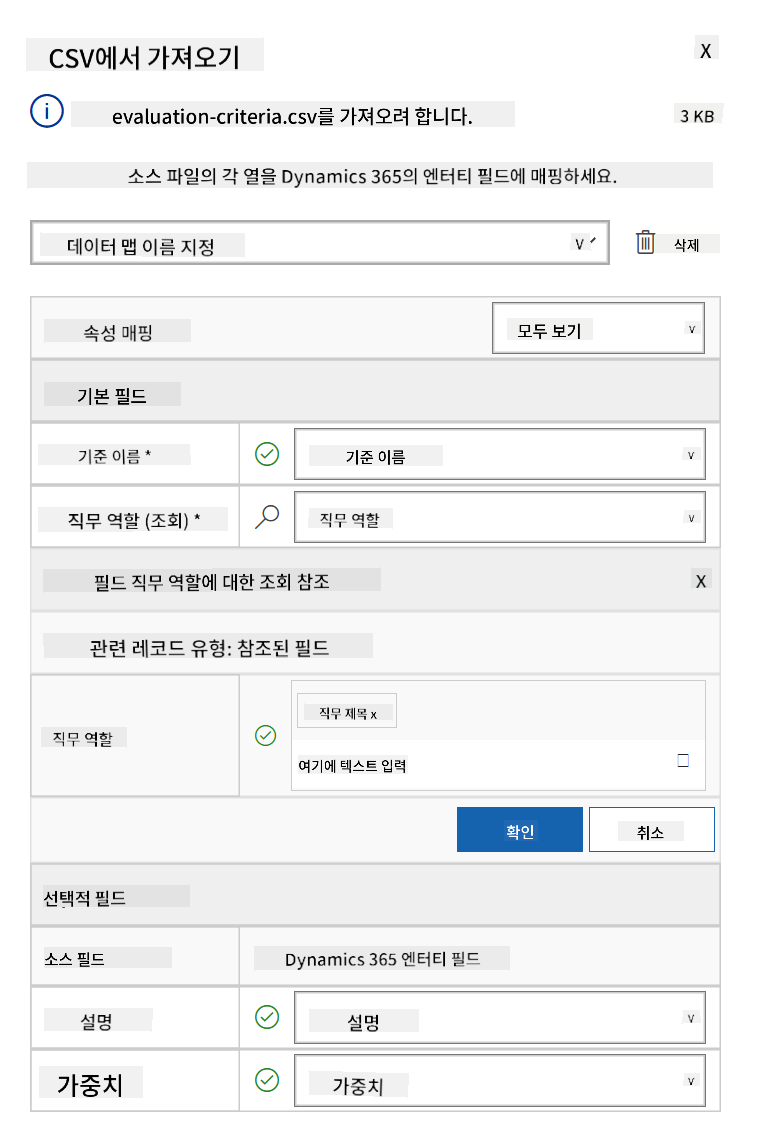 CSV에서 가져오기 X
evaluation-criteria.csv를 가져오려 합니다. 3 KB
소스 파일의 각 열을 Dynamics 365의 엔터티 필드에 매핑하세요.
데이터 맵 이름 지정 v 삭제
속성 매핑 모두 보기 v
기본 필드
기준 이름 * 기준 이름 v
직무 역할 (조회) * 직무 역할 v
필드 직무 역할에 대한 조회 참조 X
관련 레코드 유형: 참조된 필드
직무 제목 x
직무 역할
여기에 텍스트 입력
확인 취소
선택적 필드
소스 필드 Dynamics 365 엔터티 필드
설명 설명 v
가중치 가중치 v